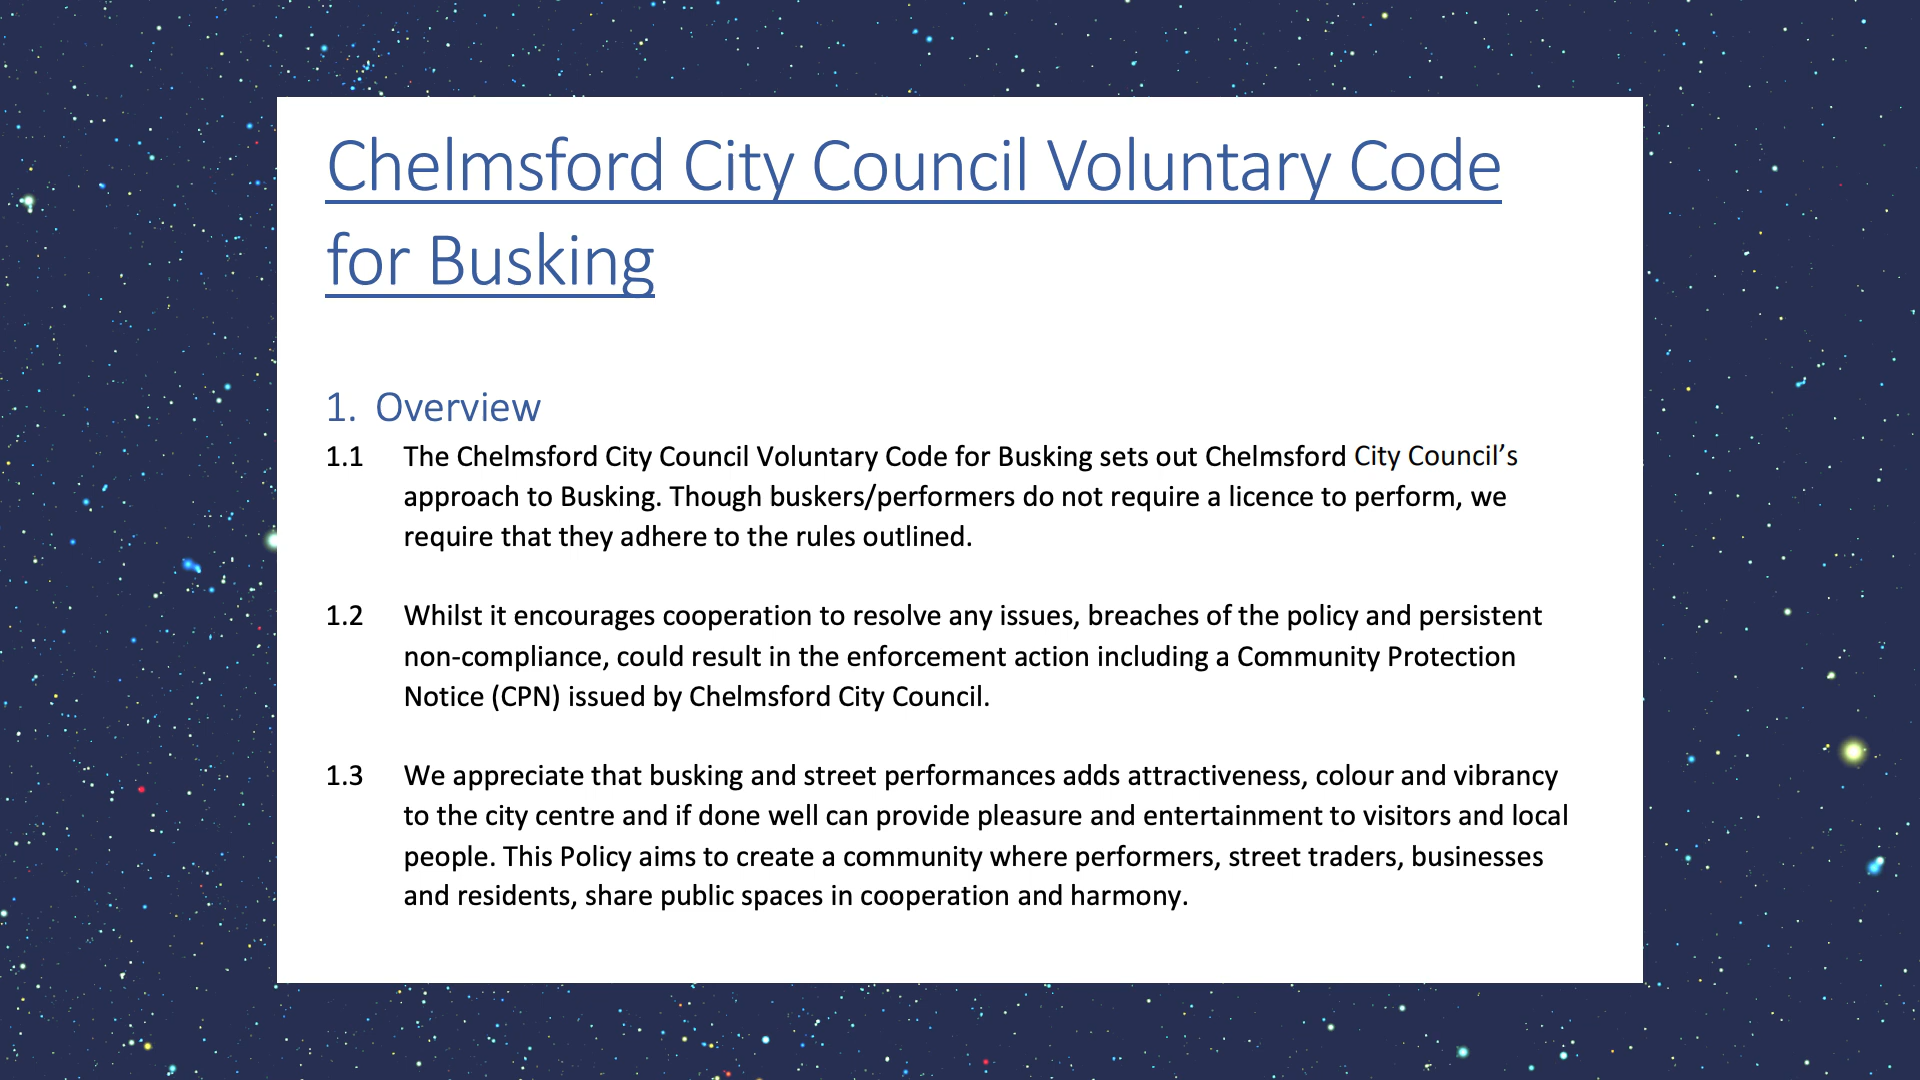 Chelmsford City Council Voluntary Code
for Busking
1. Overview
1.1 The Chelmsford City Council Voluntary Code for Busking sets out Chelmsford City Council’s
approach to Busking. Though buskers/performers do not require a licence to perform, we
require that they adhere to the rules outlined.
1.2 Whilst it encourages cooperation to resolve any issues, breaches of the policy and persistent
non-compliance, could result in the enforcement action including a Community Protection
Notice (CPN) issued by Chelmsford City Council.
1.3 We appreciate that busking and street performances adds attractiveness, colour and vibrancy
to the city centre and if done well can provide pleasure and entertainment to visitors and local
people. This Policy aims to create a community where performers, street traders, businesses
and residents, share public spaces in cooperation and harmony.